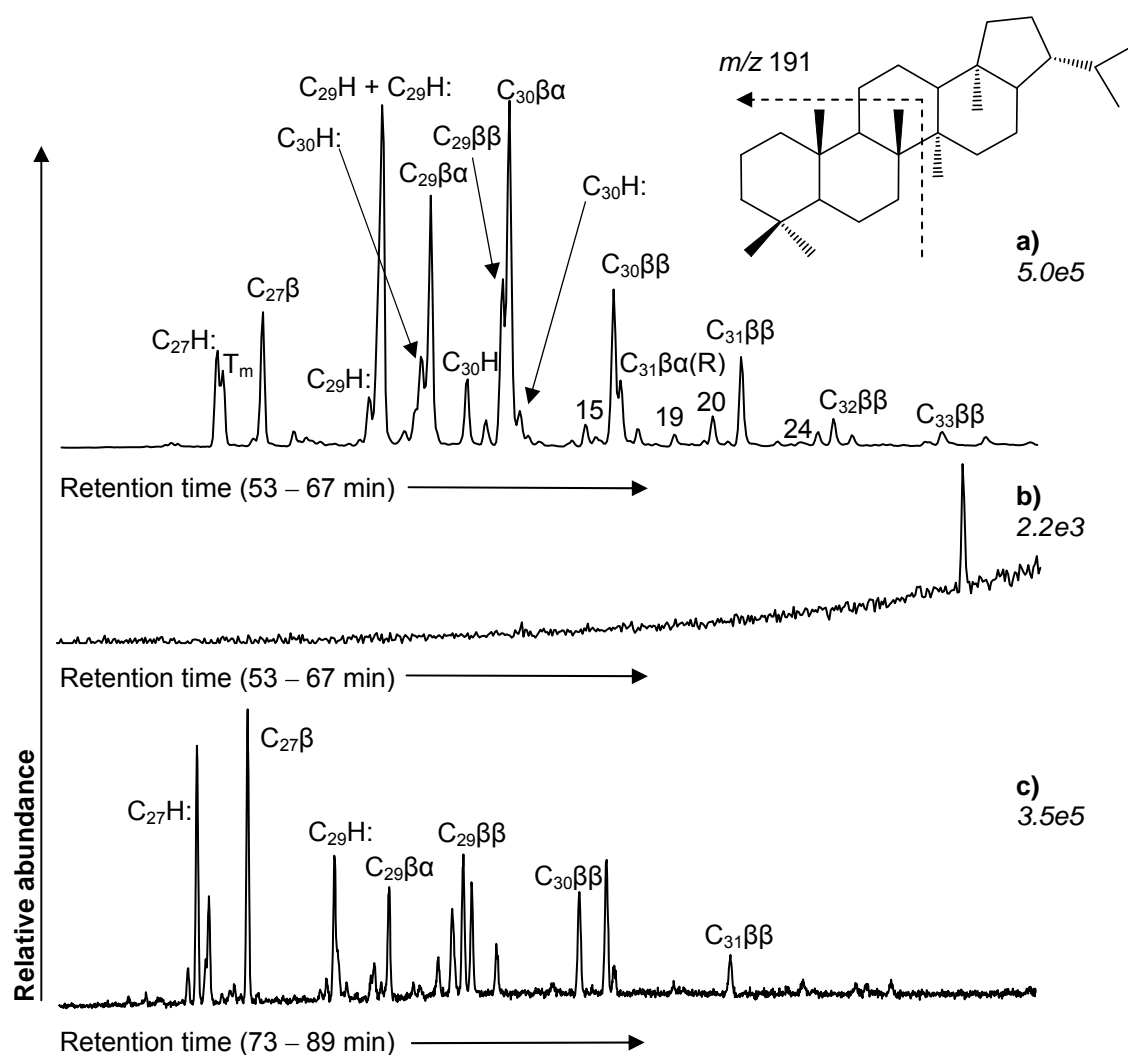 m/z 191
C₂₉H + C₂₉H:
C₃₀βα
C₃₀H:
C₂₉ββ
C₂₉βα
C₃₀H:
C₂₇β
C₃₀ββ
a)
5.0e5
C₂₇H:
Tₘ
C₂₉H:
C₃₀H
C₃₁βα(R)
C₃₁ββ
15
19
20
24
C₃₂ββ
C₃₃ββ
Retention time (53 – 67 min)
b)
2.2e3
Retention time (53 – 67 min)
C₂₇β
c)
3.5e5
C₂₇H:
C₂₉H:
C₂₉ββ
C₂₉βα
C₃₀ββ
C₃₁ββ
Retention time (73 – 89 min)
Relative abundance